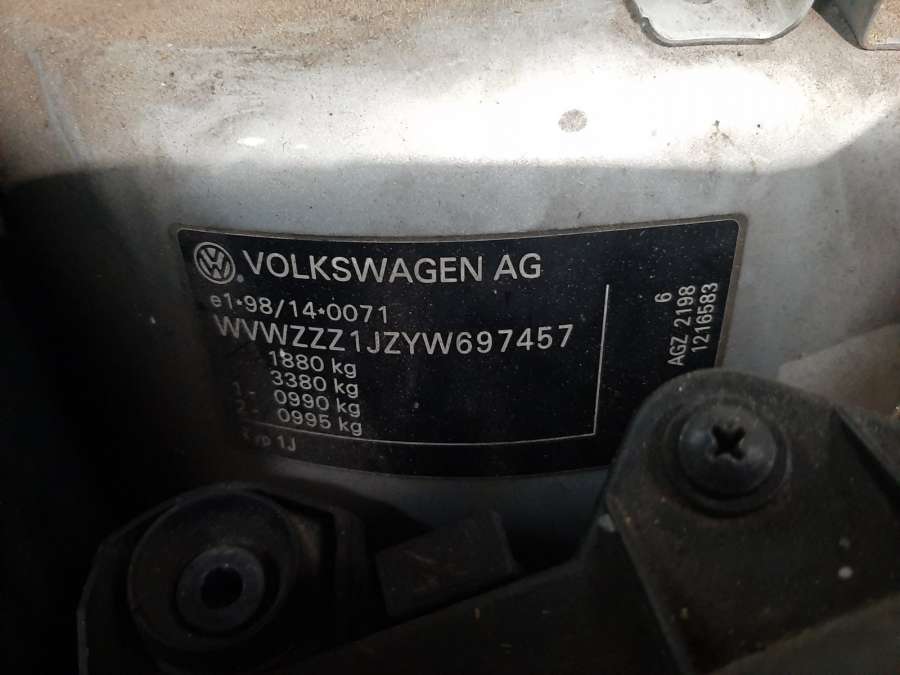 VOLKSWAGEN AG
e1*98/14*0071
WVWZZZ1JZYW697457
1880 kg
3380 kg
1- 0990 kg
2- 0995 kg
Typ 1J
6
AGZ 2198
1216583